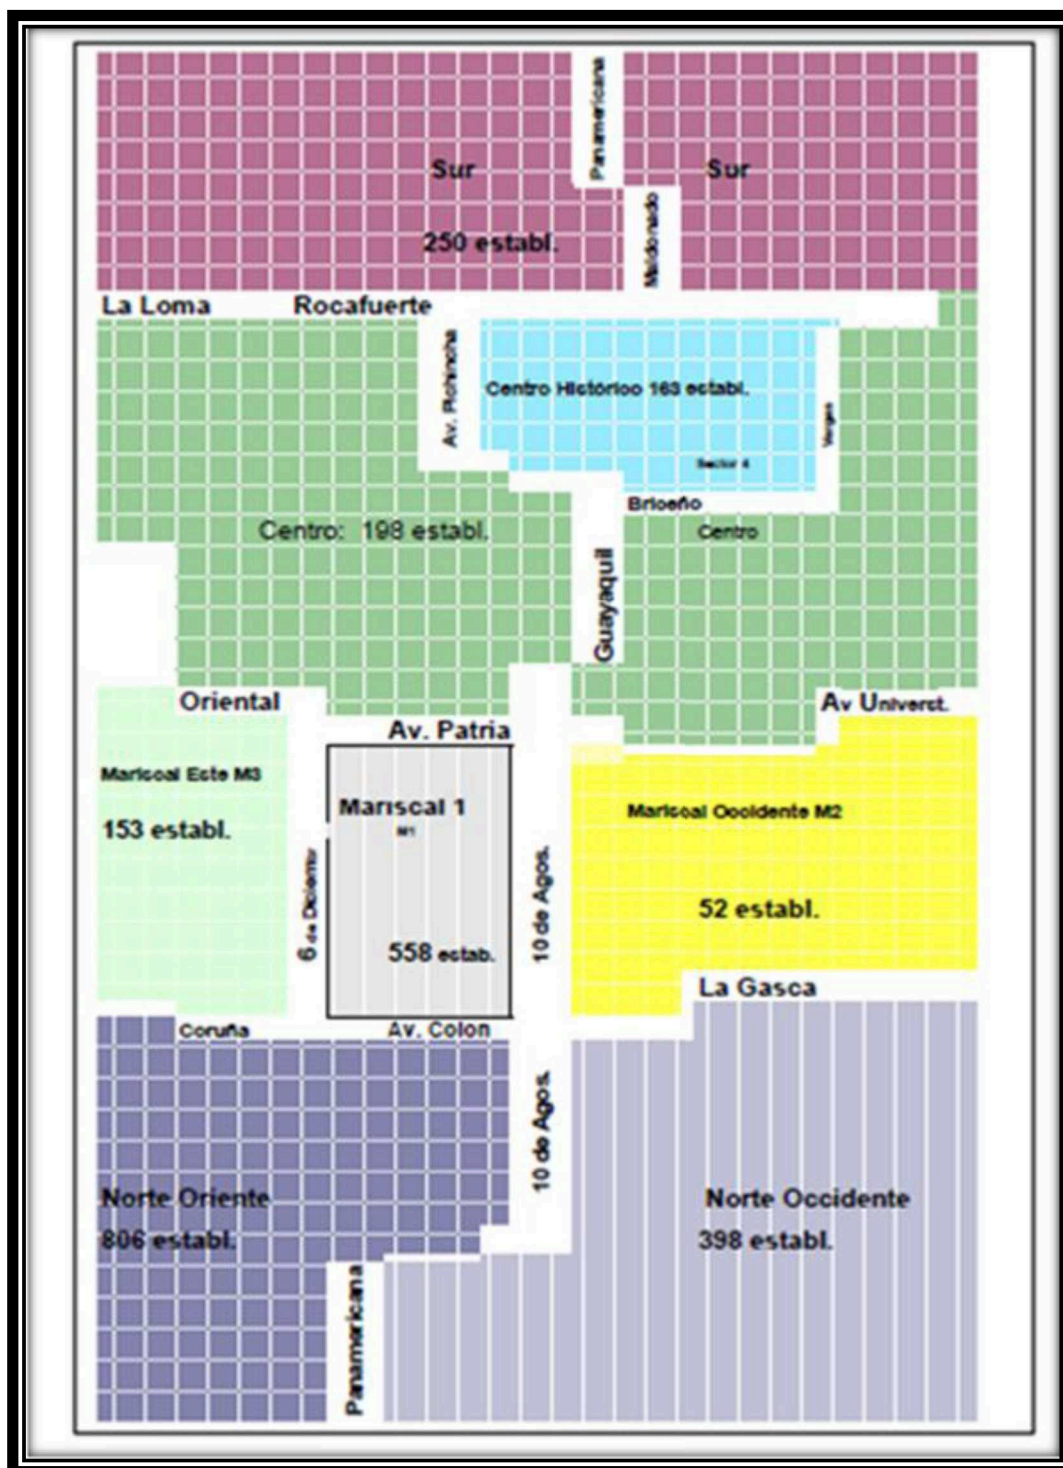 Panamericana
Sur
Sur
Maldonado
250 establ.
La Loma
Rocafuerte
Av. Pichincha
Centro Histórico 163 establ.
Vargas
Sector 4
Briceño
Centro: 198 establ.
Centro
Guayaquil
Oriental
Av Univerct.
Av. Patria
Mariscal Este M3
153 establ.
Mariscal 1
M1
Mariscal Occidente M2
6 de Diciembr
10 de Agos.
558 estab.
52 establ.
La Gasca
Coruña
Av. Colon
10 de Agos.
Norte Oriente
806 establ.
Norte Occidente
398 establ.
Panamericana